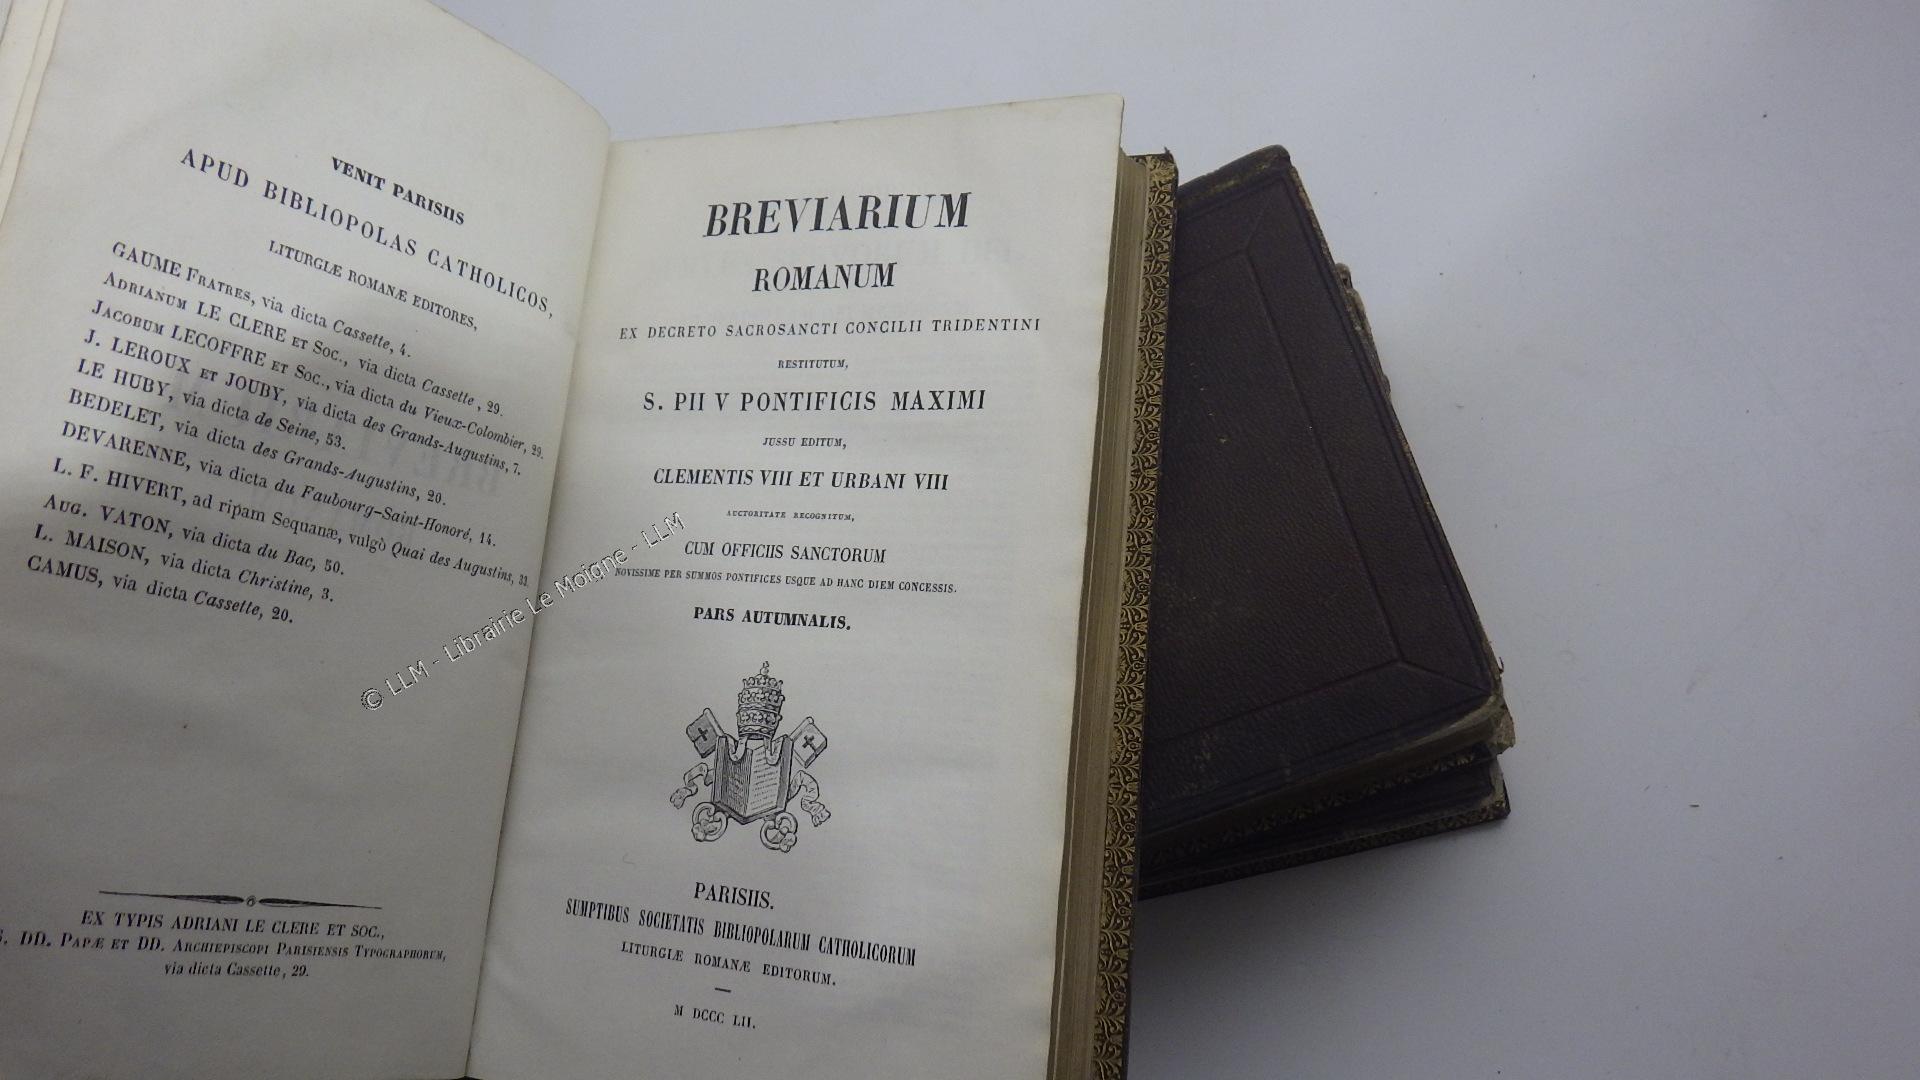 VENIT PARISIIS
APUD BIBLIOPOLAS CATHOLICOS,
LITURGIÆ ROMANÆ EDITORES,
GAUME FRATRES, via dicta Cassette, 4.
ADRIANUM LE CLERE ET SOC., via dicta Cassette, 29.
JACOBUM LECOFFRE ET SOC., via dicta du Vieux-Colombier, 29.
J. LEROUX ET JOUBY, via dicta des Grands-Augustins, 7.
LE HUBY, via dicta de Seine, 53.
BEDELET, via dicta des Grands-Augustins, 20.
DEVARENNE, via dicta du Faubourg-Saint-Honoré, 14.
L. F. HIVERT, ad ripam Sequanæ, vulgò Quai des Augustins, 33.
AUG. VATON, via dicta du Bac, 50.
L. MAISON, via dicta Christine, 3.
CAMUS, via dicta Cassette, 20.
EX TYPIS ADRIANI LE CLERE ET SOC.,
DD. PAPÆ ET DD. ARCHIEPISCOPI PARISIENSIS TYPOGRAPHORUM,
via dicta Cassette, 29.
BREVIARIUM
ROMANUM
EX DECRETO SACROSANCTI CONCILII TRIDENTINI
RESTITUTUM,
S. PII V PONTIFICIS MAXIMI
JUSSU EDITUM,
CLEMENTIS VIII ET URBANI VIII
AUCTORITATE RECOGNITUM,
CUM OFFICIIS SANCTORUM
NOVISSIME PER SUMMOS PONTIFICES USQUE AD HANC DIEM CONCESSIS.
PARS AUTUMNALIS.
PARISIIS.
SUMPTIBUS SOCIETATIS BIBLIOPOLARUM CATHOLICORUM
LITURGIÆ ROMANÆ EDITORUM.
M DCCC LII.
© LLM - Librairie Le Moigne - LLM